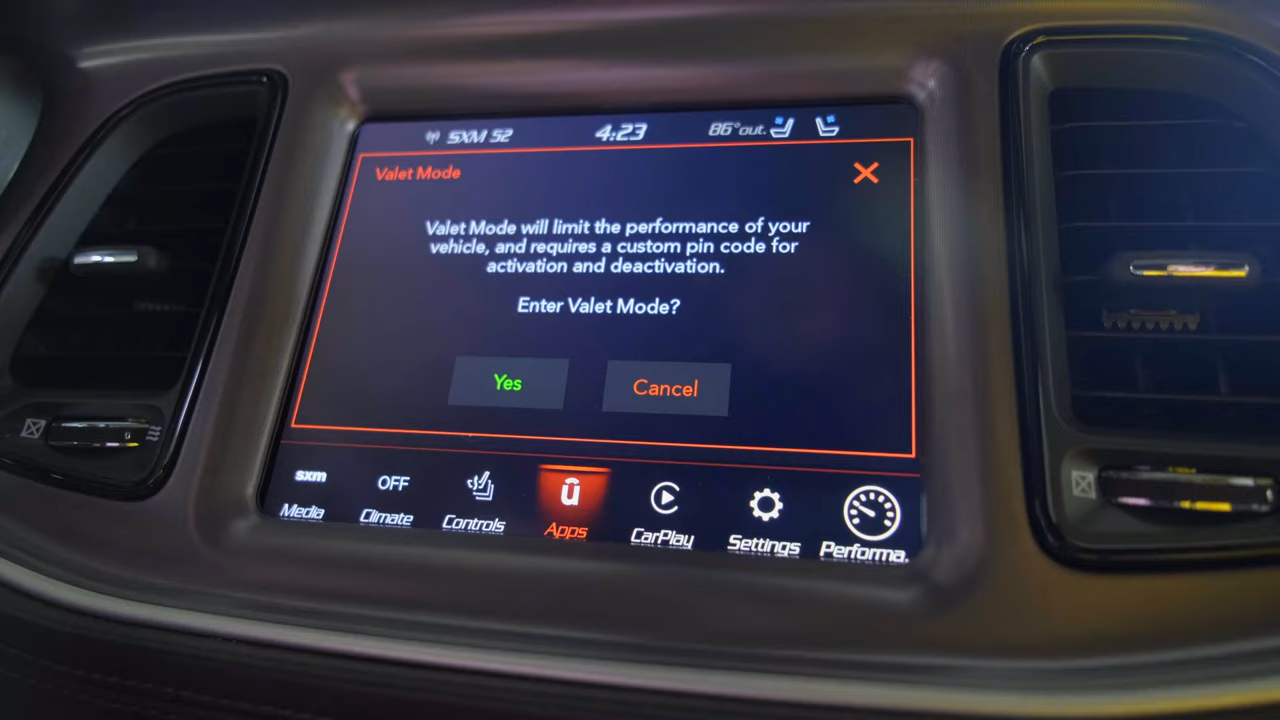 SXM 52 4:23 86°out.
Valet Mode
Valet Mode will limit the performance of your
vehicle, and requires a custom pin code for
activation and deactivation.
Enter Valet Mode?
Yes Cancel
sxm OFF
Media Climate Controls Apps CarPlay Settings Performa.